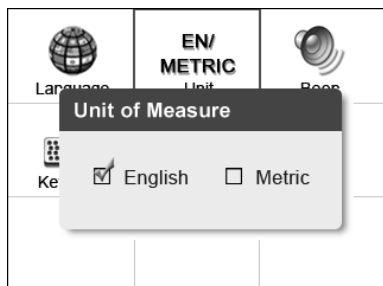 EN/
METRIC
Language Unit Beep
Unit of Measure
Ke
English Metric